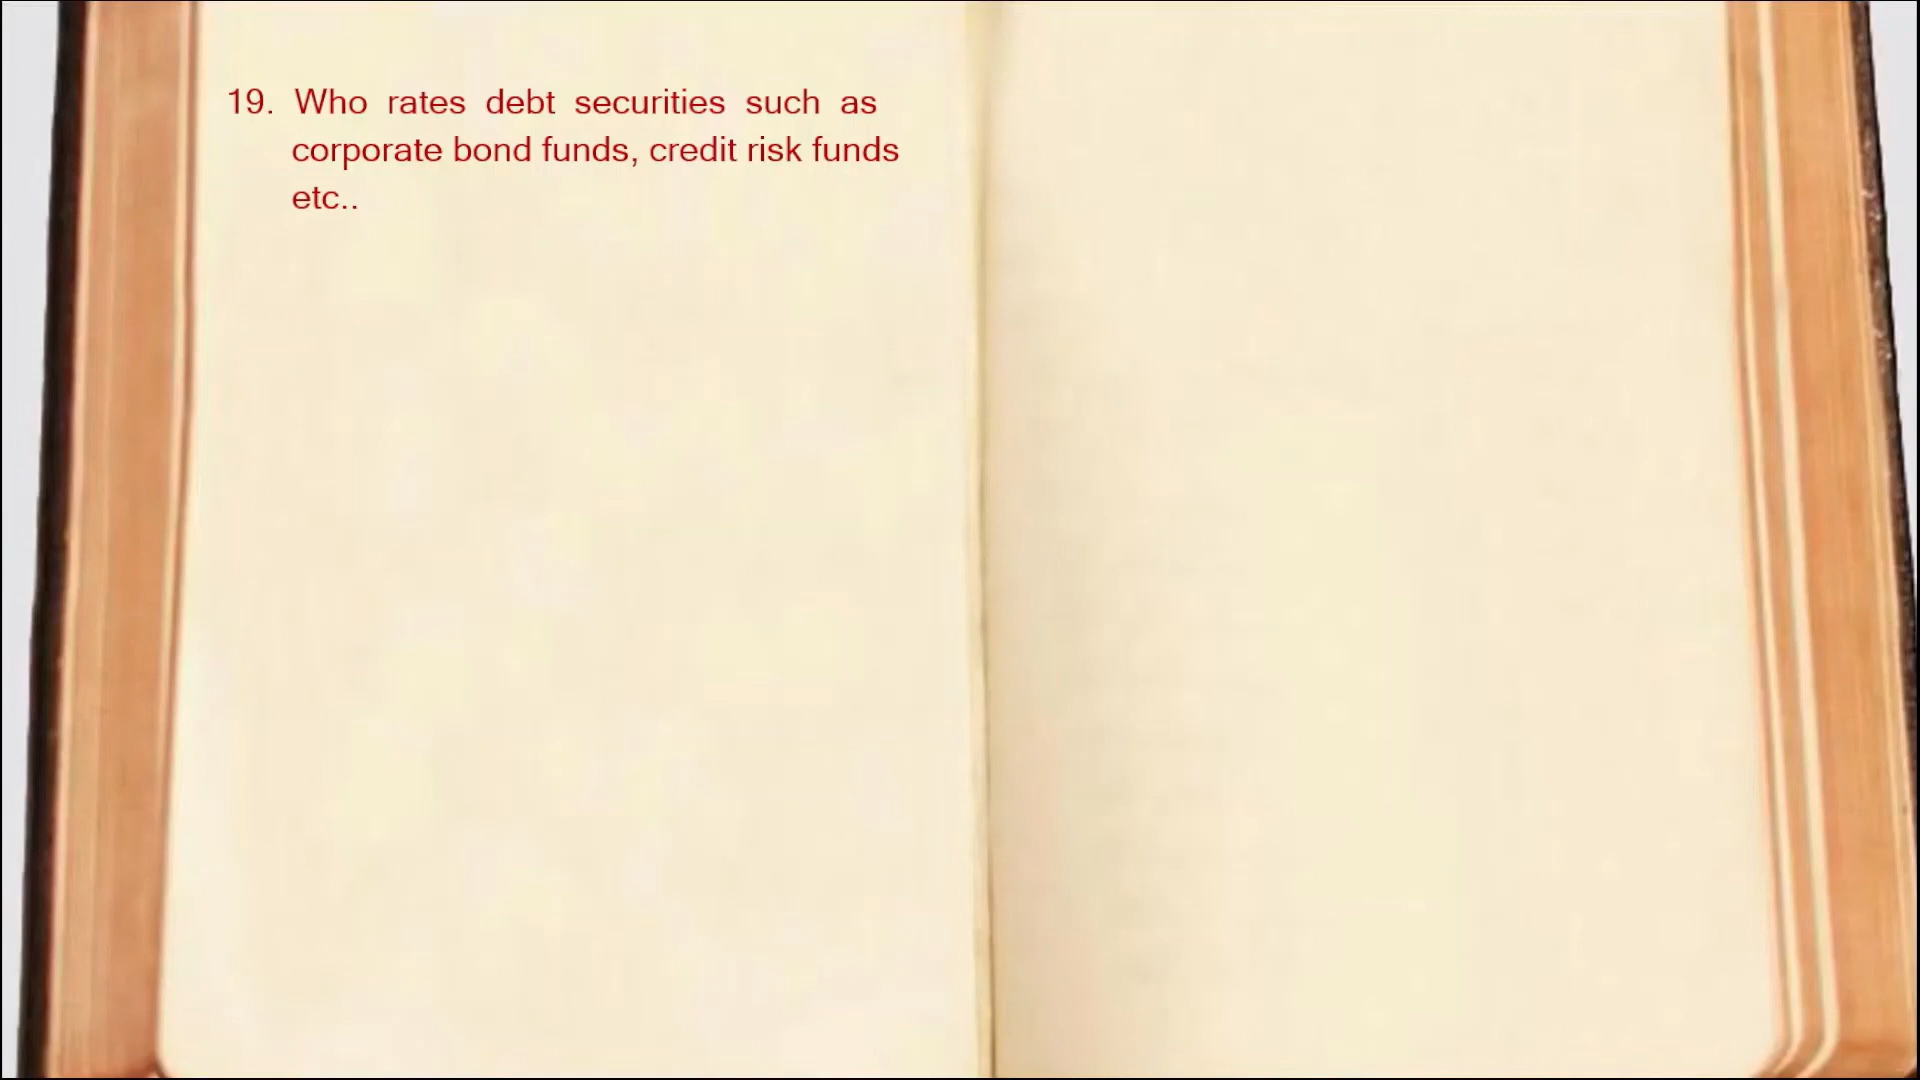 19. Who rates debt securities such as
corporate bond funds, credit risk funds
etc..